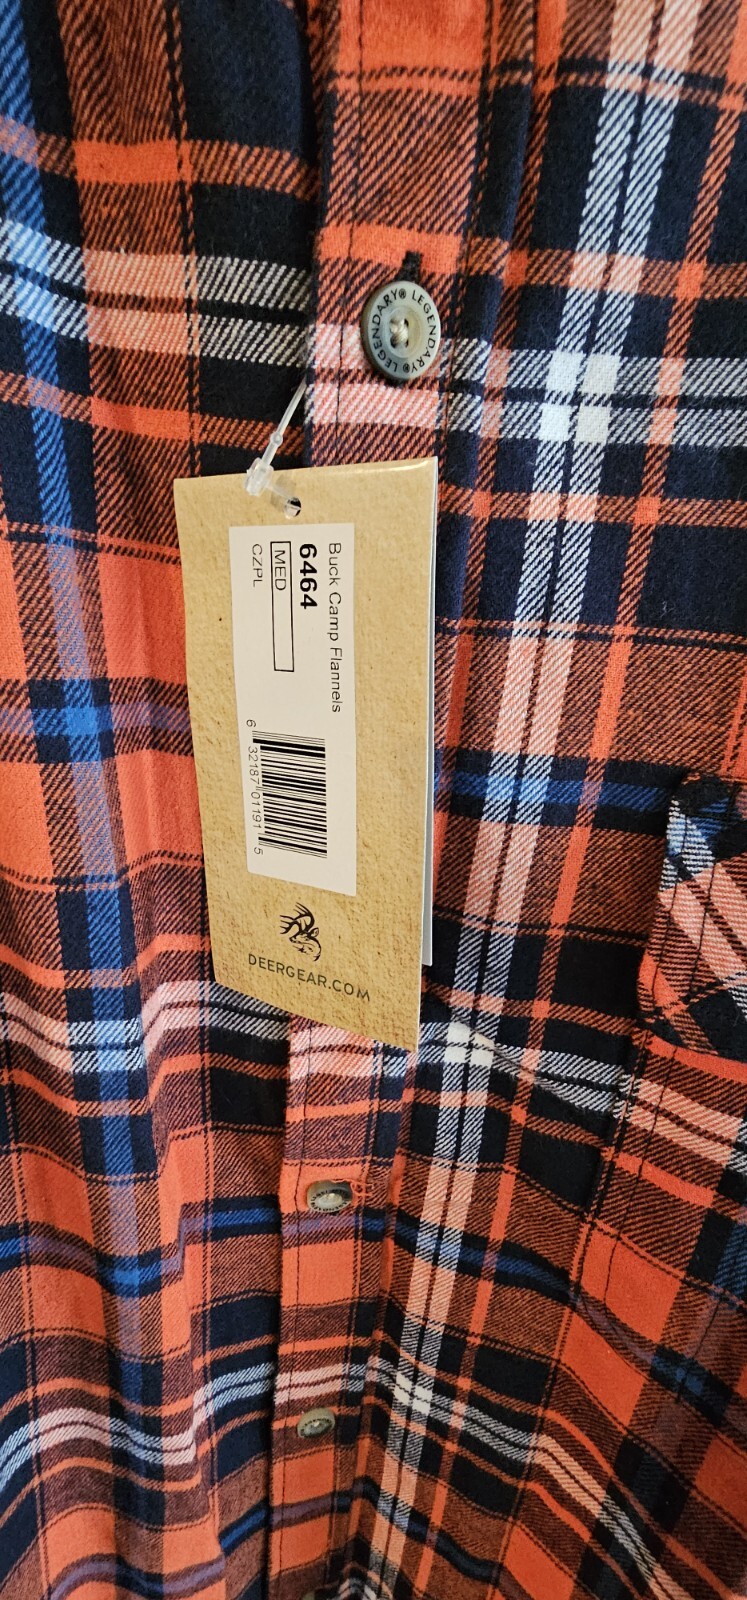 LEGENDARY® LEGENDARY®
Buck Camp Flannels
6464
MED
CZPL
6 32187 01191 5
DEERGEAR.COM